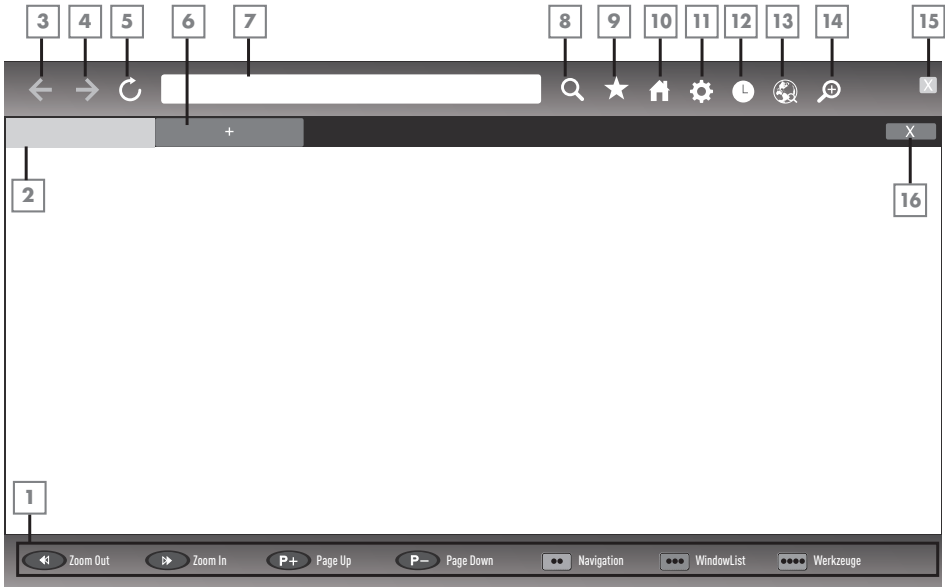 3 4 5 6 7 8 9 10 11 12 13 14 15
X
+ X
2 16
1
Zoom Out Zoom In P+ Page Up P− Page Down Navigation WindowList Werkzeuge